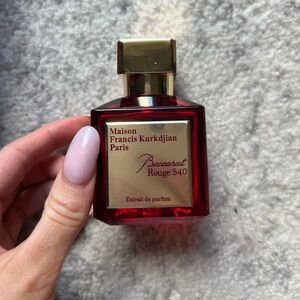 Maison
Francis Kurkdjian
Paris
Baccarat
Rouge 540
Extrait de parfum